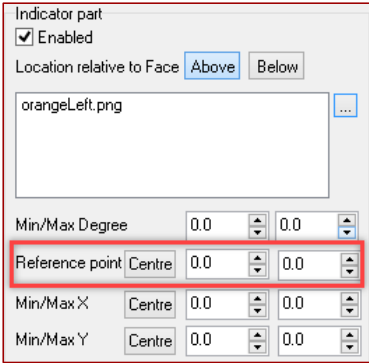 Indicator part
Enabled
Location relative to Face Above Below
orangeLeft.png ...
Min/Max Degree 0.0 0.0
Reference point Centre 0.0 0.0
Min/Max X Centre 0.0 0.0
Min/Max Y Centre 0.0 0.0